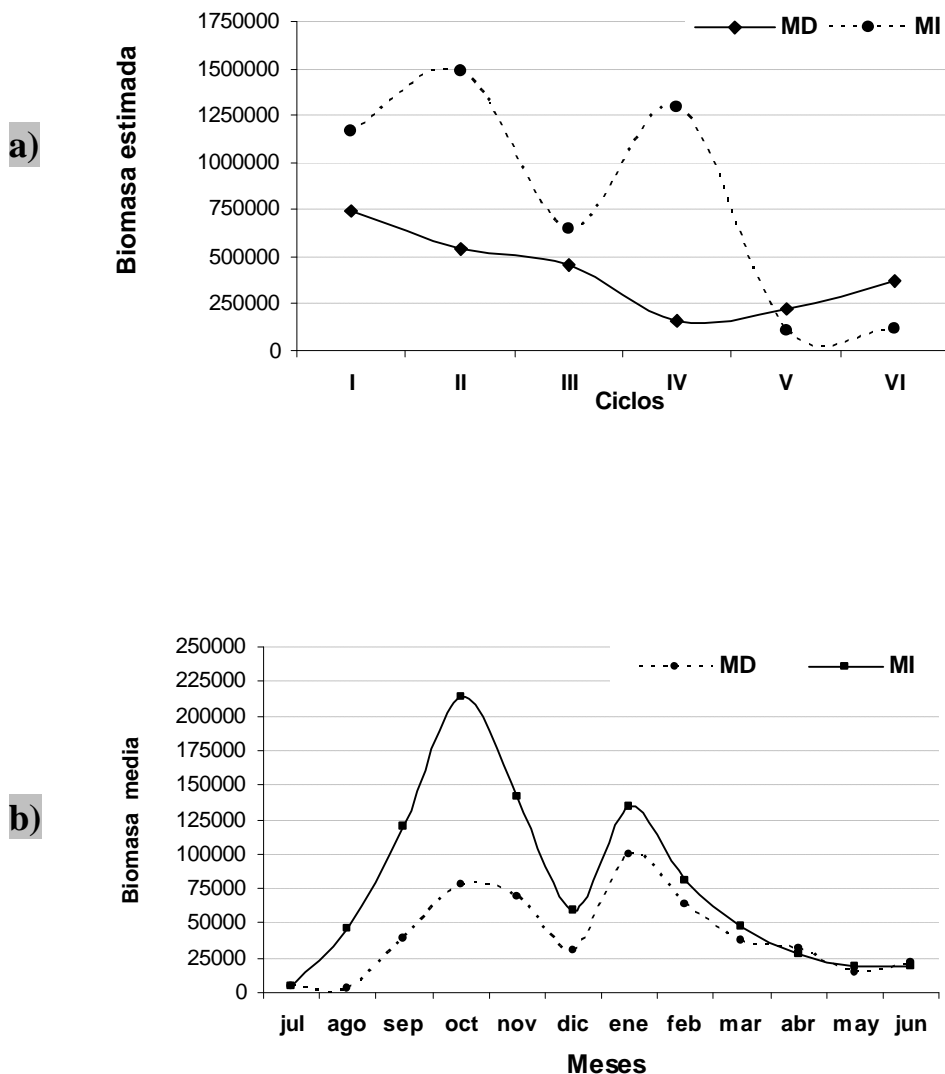 1750000
MD
MI
1500000
1250000
1000000
750000
500000
250000
0
Biomasa estimada
a)
I
II
III
IV
V
VI
Ciclos
250000
225000
200000
175000
150000
125000
100000
75000
50000
25000
0
MD
MI
Biomasa media
b)
jul
ago
sep
oct
nov
dic
ene
feb
mar
abr
may
jun
Meses